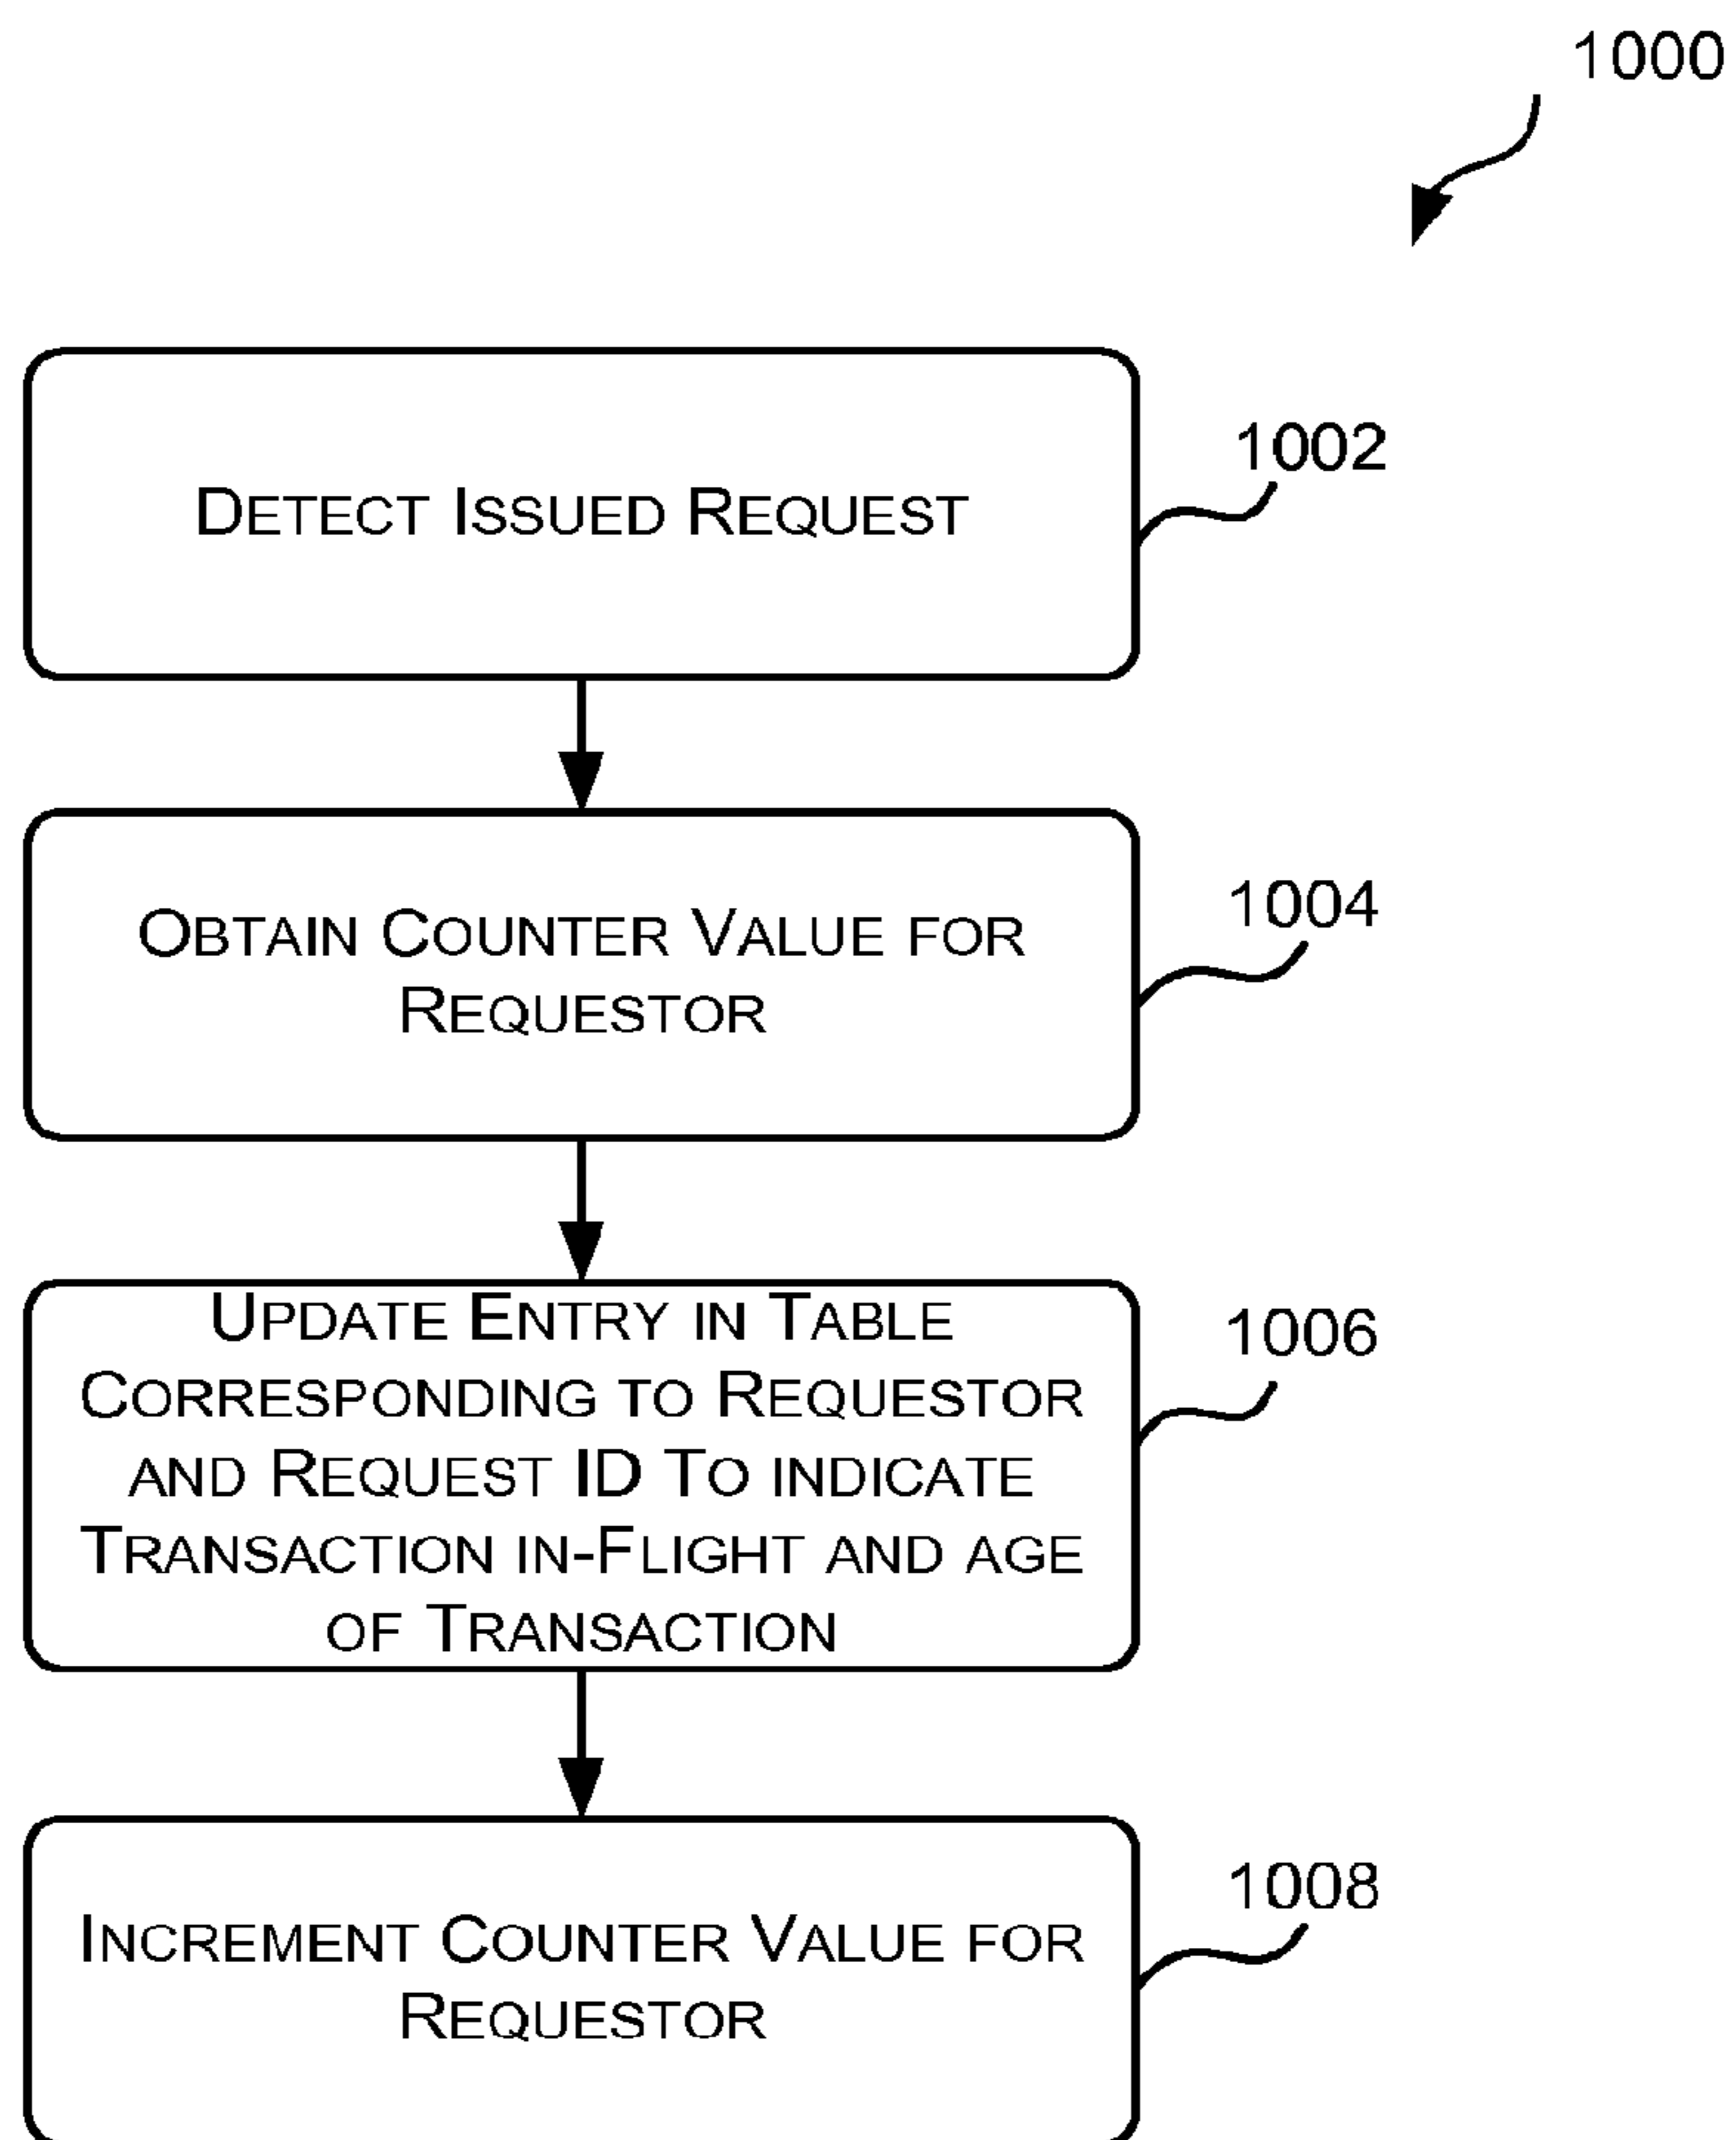 1000
DETECT ISSUED REQUEST
1002
OBTAIN COUNTER VALUE FOR
REQUESTOR
1004
UPDATE ENTRY IN TABLE
CORRESPONDING TO REQUESTOR
AND REQUEST ID TO INDICATE
TRANSACTION IN-FLIGHT AND AGE
OF TRANSACTION
1006
INCREMENT COUNTER VALUE FOR
REQUESTOR
1008